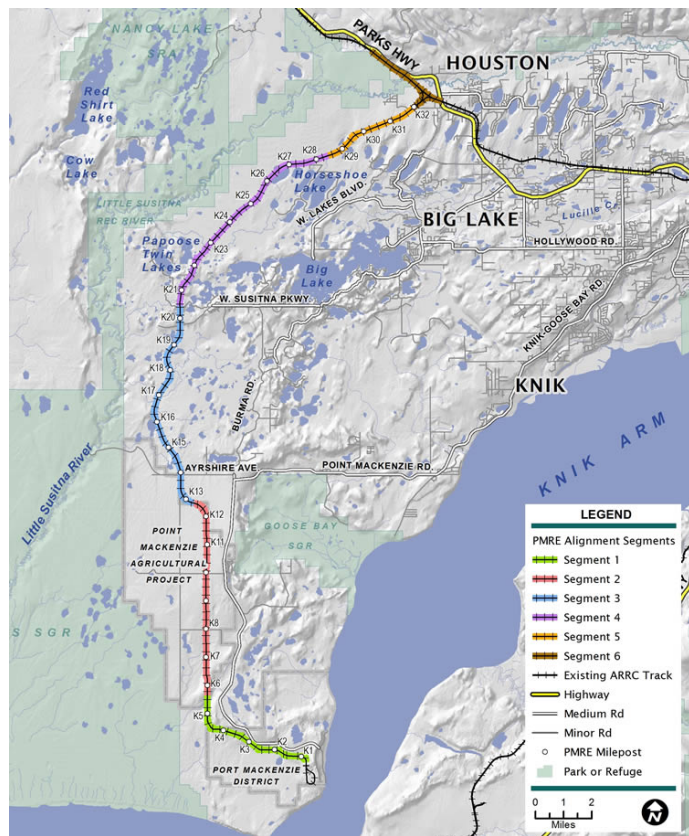 NANCY LAKE
SRA
PARKS HWY
HOUSTON
Red
Shirt
Lake
Cow
Lake
K32
K31
K30
K29
K28
K27
K26
K25
K24
K23
Horseshoe
Lake
W. LAKES BLVD.
LITTLE SUSITNA
REC RIVER
BIG LAKE
Lucille Cr
HOLLYWOOD RD.
Papoose
Twin
Lakes
Big
Lake
K21
W. SUSITNA PKWY.
K20
KNIK-GOOSE BAY RD.
K19
K18
KNIK
K17
BURMA RD.
K16
K15
KNIK ARM
Little Susitna River
AYRSHIRE AVE
POINT MACKENZIE RD.
K13
K12
GOOSE BAY
SGR
POINT
MACKENZIE
AGRICULTURAL
PROJECT
K11
S SGR
K8
K7
K6
K5
K4
K3
K2
K1
PORT MACKENZIE
DISTRICT
LEGEND
PMRE Alignment Segments
Segment 1
Segment 2
Segment 3
Segment 4
Segment 5
Segment 6
Existing ARRC Track
Highway
Medium Rd
Minor Rd
PMRE Milepost
Park or Refuge
0 1 2
Miles
N